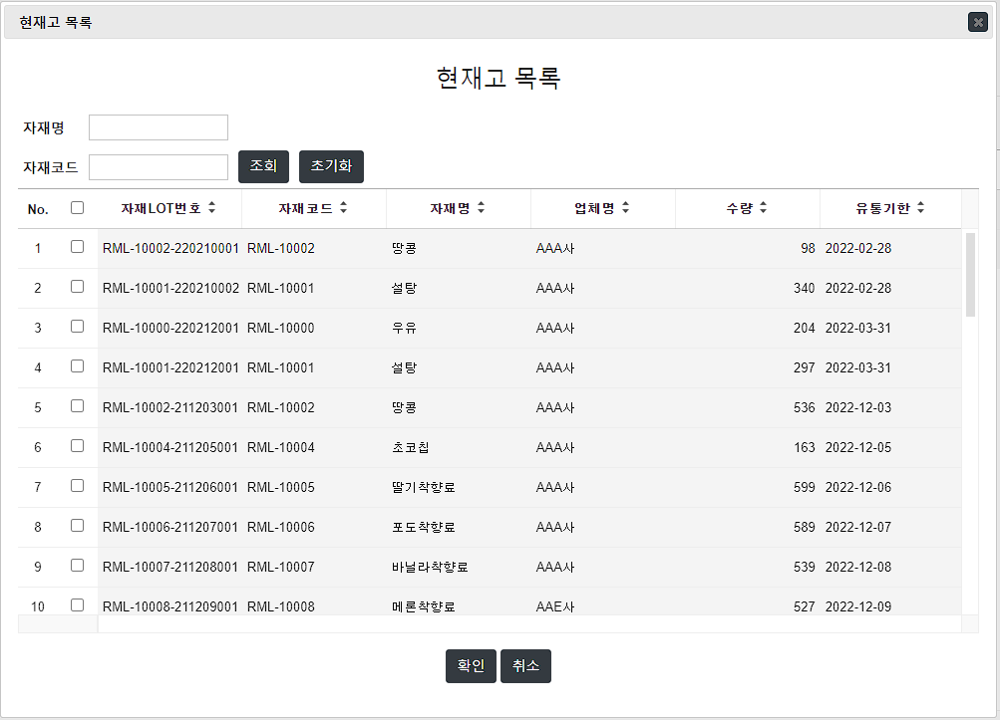 현재고 목록
현재고 목록
자재명
자재코드 조회 초기화
No. 자재LOT번호 자재코드 자재명 업체명 수량 유통기한
1 RML-10002-220210001 RML-10002 땅콩 AAA사 98 2022-02-28
2 RML-10001-220210002 RML-10001 설탕 AAA사 340 2022-02-28
3 RML-10000-220212001 RML-10000 우유 AAA사 204 2022-03-31
4 RML-10001-220212001 RML-10001 설탕 AAA사 297 2022-03-31
5 RML-10002-211203001 RML-10002 땅콩 AAA사 536 2022-12-03
6 RML-10004-211205001 RML-10004 초코칩 AAA사 163 2022-12-05
7 RML-10005-211206001 RML-10005 딸기착향료 AAA사 599 2022-12-06
8 RML-10006-211207001 RML-10006 포도착향료 AAA사 589 2022-12-07
9 RML-10007-211208001 RML-10007 바닐라착향료 AAA사 539 2022-12-08
10 RML-10008-211209001 RML-10008 메론착향료 AAE사 527 2022-12-09
확인 취소